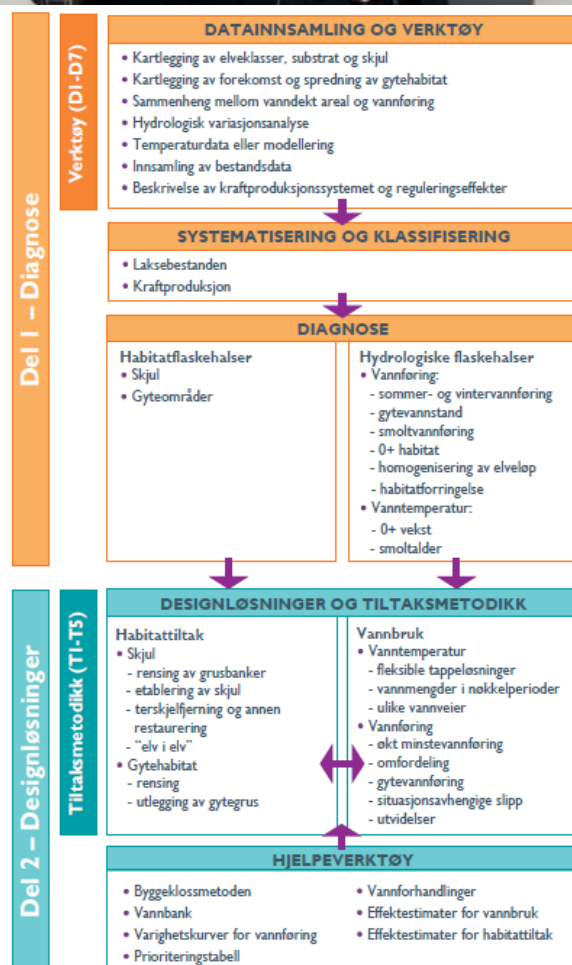 Del 1 – Diagnose
Verktøy (D1-D7)
DATAINNSAMLING OG VERKTØY
• Kartlegging av elveklasser, substrat og skjul
• Kartlegging av forekomst og spredning av gytehabitat
• Sammenheng mellom vanndekt areal og vannføring
• Hydrologisk variasjonsanalyse
• Temperaturdata eller modellering
• Innsamling av bestandsdata
• Beskrivelse av kraftproduksjonssystemet og reguleringseffekter
SYSTEMATISERING OG KLASSIFISERING
• Laksebestanden
• Kraftproduksjon
DIAGNOSE
Habitatflaskehalser
• Skjul
• Gyteområder
Hydrologiske flaskehalser
• Vannføring:
- sommer- og vintervannføring
- gytevannstand
- smoltvannføring
- 0+ habitat
- homogenisering av elveløp
- habitatforringelse
• Vanntemperatur:
- 0+ vekst
- smoltalder
Del 2 – Designløsninger
Tiltaksmetodikk (T1-T5)
DESIGNLØSNINGER OG TILTAKSMETODIKK
Habitattiltak
• Skjul
- rensing av grusbanker
- etablering av skjul
- terskjelfjerning og annen
restaurering
- "elv i elv"
• Gytehabitat
- rensing
- utlegging av gytegrus
Vannbruk
• Vanntemperatur
- fleksible tappeløsninger
- vannmengder i nøkkelperioder
- ulike vannveier
• Vannføring
- økt minstevannføring
- omfordeling
- gytevannføring
- situasjonsavhengige slipp
- utvidelser
HJELPEVERKTØY
• Byggeklossmetoden
• Vannbank
• Varighetskurver for vannføring
• Prioriteringstabell
• Vannforhandlinger
• Effektestimater for vannbruk
• Effektestimater for habitattiltak